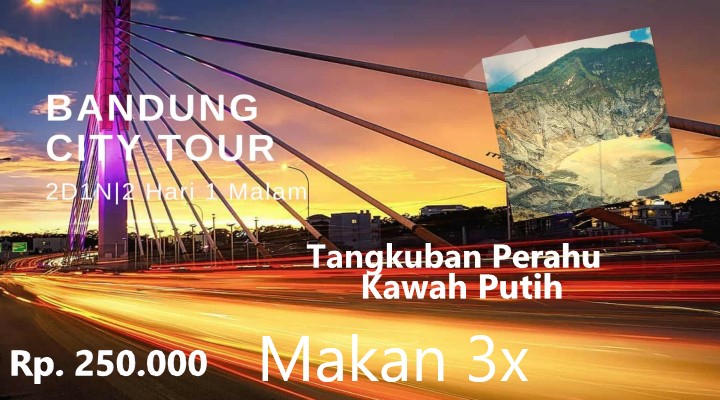 BANDUNG
CITY TOUR
2D1N|2 Hari 1 Malam
Tangkuban Perahu
Kawah Putih
Rp. 250.000
Makan 3x